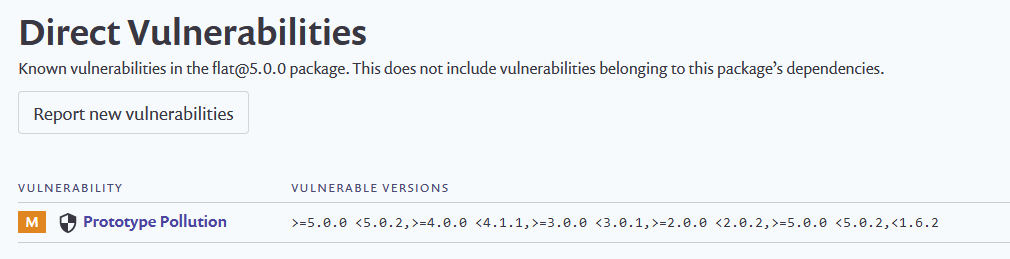 Direct Vulnerabilities
Known vulnerabilities in the flat@5.0.0 package. This does not include vulnerabilities belonging to this package’s dependencies.
Report new vulnerabilities
VULNERABILITY VULNERABLE VERSIONS
M Prototype Pollution >=5.0.0 <5.0.2,>=4.0.0 <4.1.1,>=3.0.0 <3.0.1,>=2.0.0 <2.0.2,>=5.0.0 <5.0.2,<1.6.2